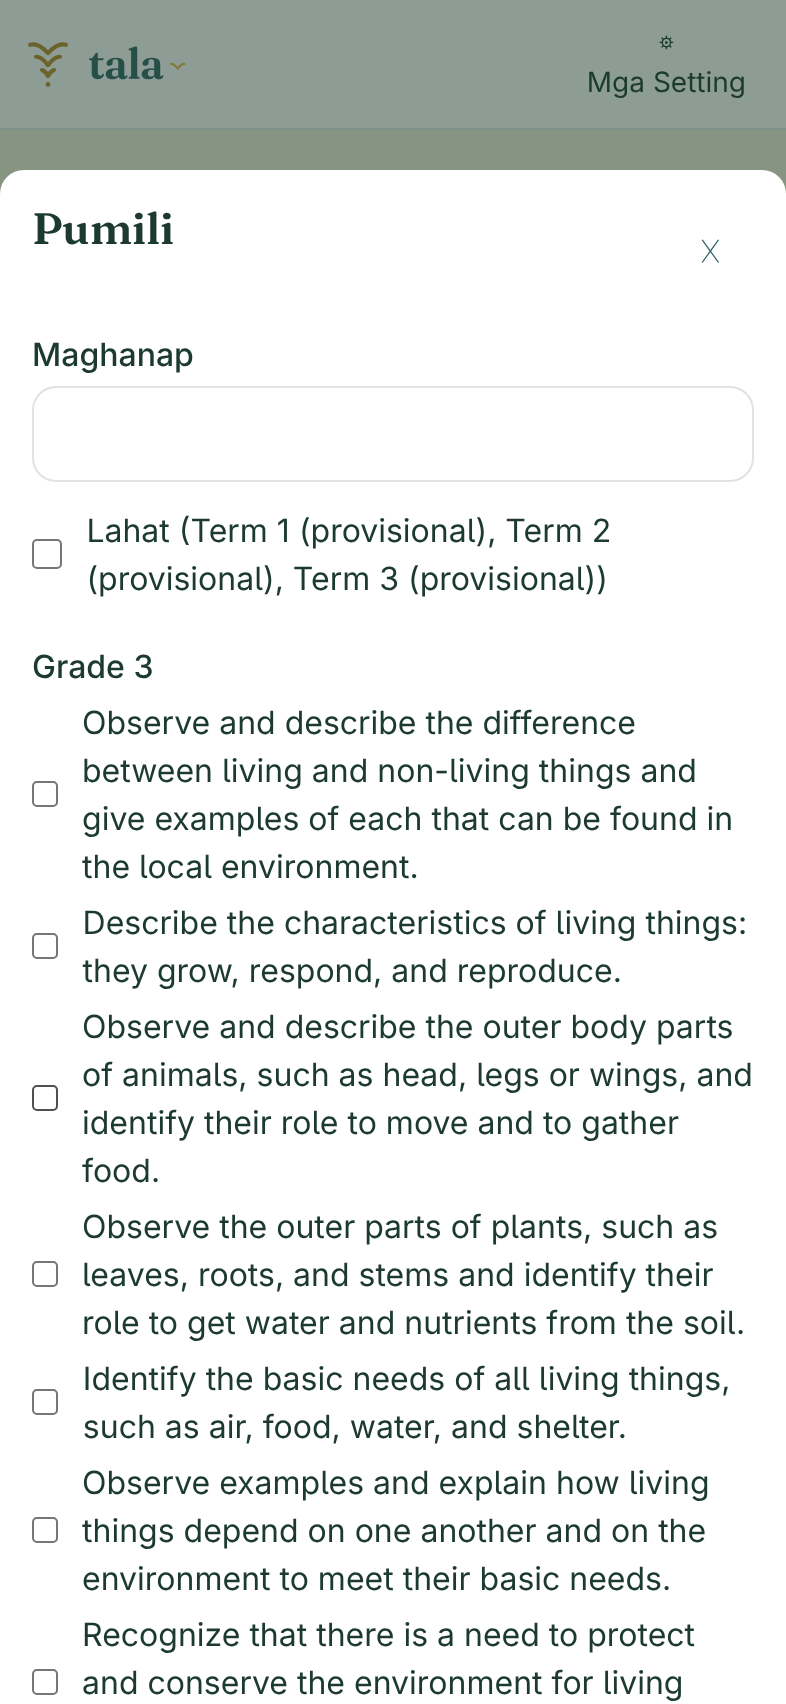 tala
Mga Setting
Pumili
X
Maghanap
Lahat (Term 1 (provisional), Term 2
(provisional), Term 3 (provisional))
Grade 3
Observe and describe the difference
between living and non-living things and
give examples of each that can be found in
the local environment.
Describe the characteristics of living things:
they grow, respond, and reproduce.
Observe and describe the outer body parts
of animals, such as head, legs or wings, and
identify their role to move and to gather
food.
Observe the outer parts of plants, such as
leaves, roots, and stems and identify their
role to get water and nutrients from the soil.
Identify the basic needs of all living things,
such as air, food, water, and shelter.
Observe examples and explain how living
things depend on one another and on the
environment to meet their basic needs.
Recognize that there is a need to protect
and conserve the environment for living